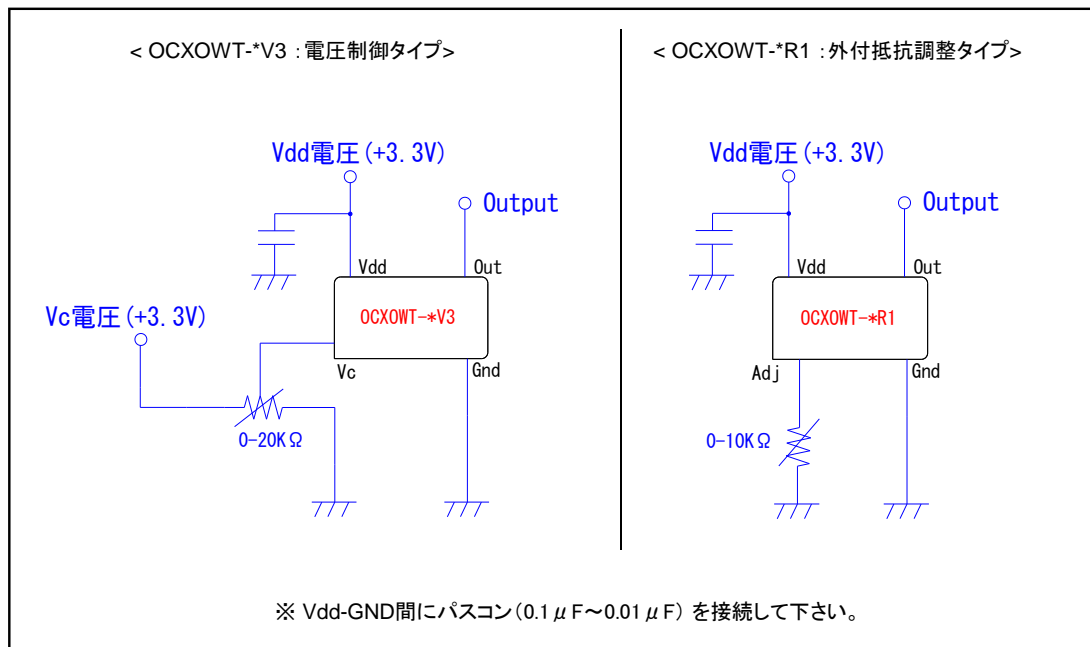 < OCXOWT-*V3 : 電圧制御タイプ>
Vdd電圧(+3.3V)
Output
Vdd
Out
OCXOWT-*V3
Vc電圧(+3.3V)
Vc
Gnd
0-20KΩ
< OCXOWT-*R1 : 外付抵抗調整タイプ>
Vdd電圧(+3.3V)
Output
Vdd
Out
OCXOWT-*R1
Adj
Gnd
0-10KΩ
※ Vdd-GND間にパスコン(0.1μF～0.01μF) を接続して下さい。